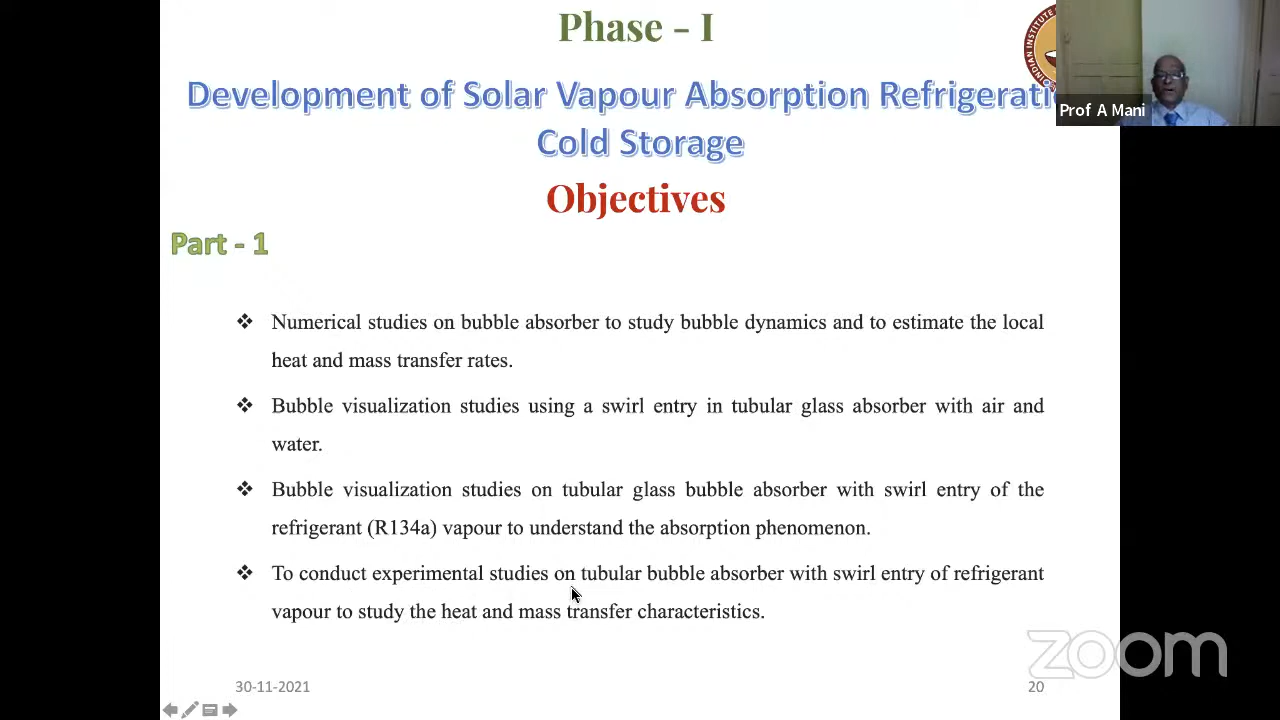 Phase - I
INDIAN INSTITUTE
Development of Solar Vapour Absorption
Cold Storage
Prof A Mani
Objectives
Part - 1
❖ Numerical studies on bubble absorber to study bubble dynamics and to estimate the local
heat and mass transfer rates.
❖ Bubble visualization studies using a swirl entry in tubular glass absorber with air and
water.
❖ Bubble visualization studies on tubular glass bubble absorber with swirl entry of the
refrigerant (R134a) vapour to understand the absorption phenomenon.
❖ To conduct experimental studies on tubular bubble absorber with swirl entry of refrigerant
vapour to study the heat and mass transfer characteristics.
zoom
30-11-2021
20